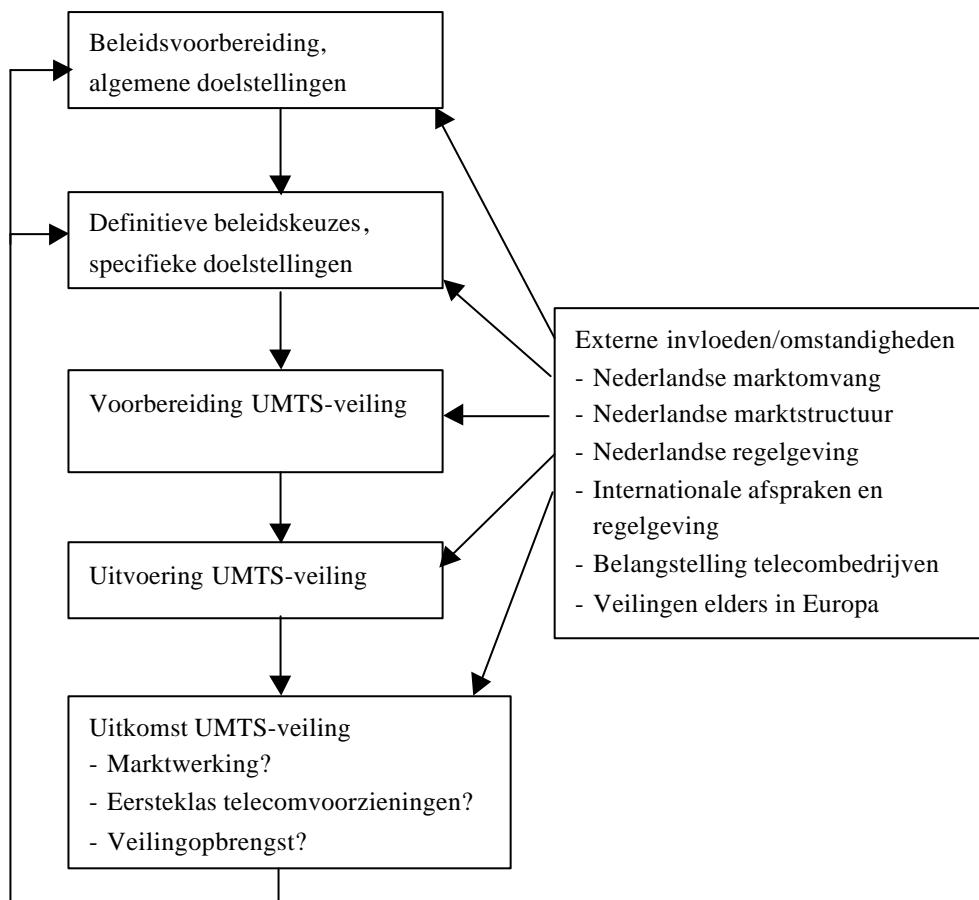 Beleidsvoorbereiding,
algemene doelstellingen
Definitieve beleidskeuzes,
specifieke doelstellingen
Voorbereiding UMTS-veiling
Uitvoering UMTS-veiling
Uitkomst UMTS-veiling
- Marktwerking?
- Eersteklas telecomvoorzieningen?
- Veilingopbrengst?
Externe invloeden/omstandigheden
- Nederlandse marktomvang
- Nederlandse marktstructuur
- Nederlandse regelgeving
- Internationale afspraken en
regelgeving
- Belangstelling telecombedrijven
- Veilingen elders in Europa